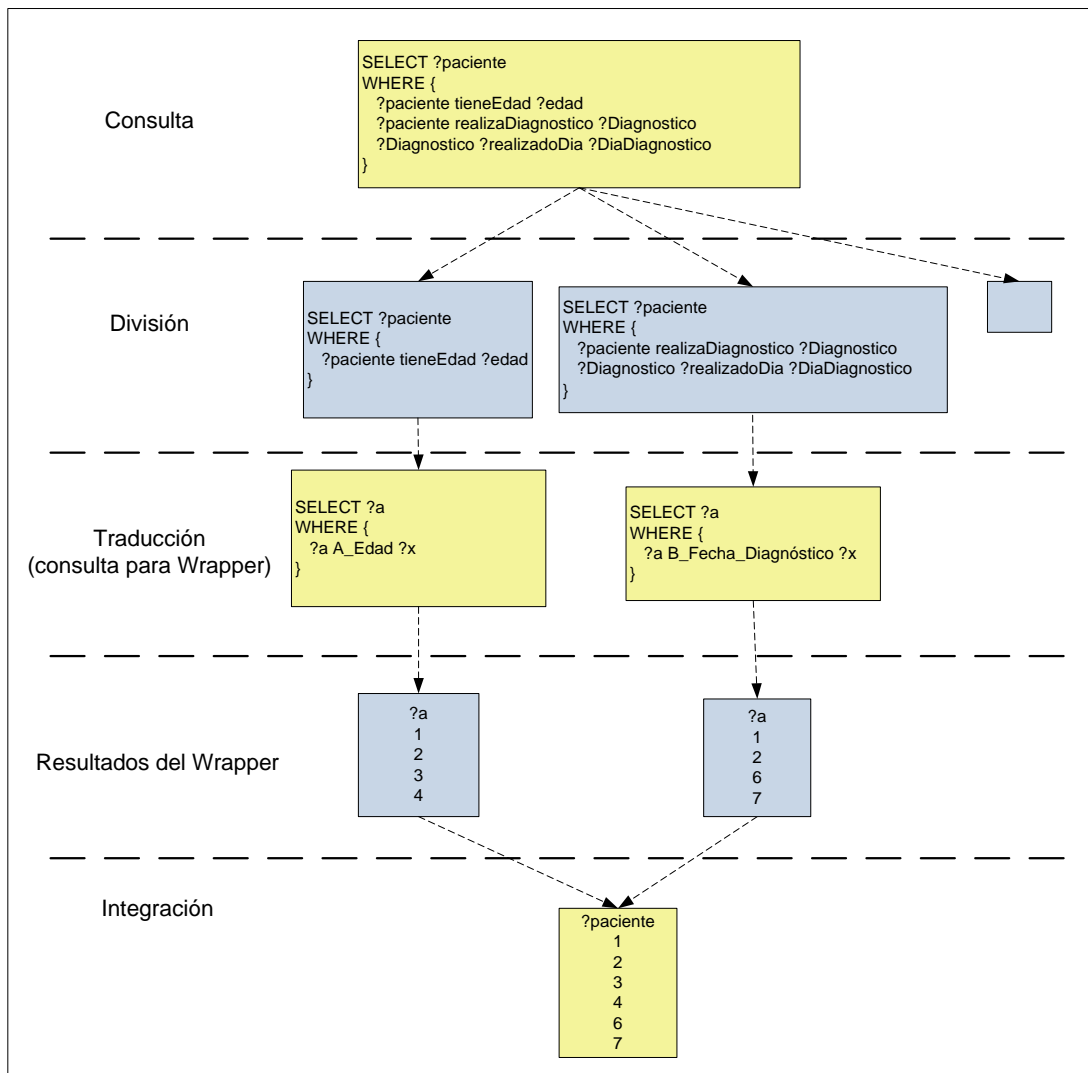 Consulta
SELECT ?paciente
WHERE {
?paciente tieneEdad ?edad
?paciente realizaDiagnostico ?Diagnostico
?Diagnostico ?realizadoDia ?DiaDiagnostico
}
División
SELECT ?paciente
WHERE {
?paciente tieneEdad ?edad
}
SELECT ?paciente
WHERE {
?paciente realizaDiagnostico ?Diagnostico
?Diagnostico ?realizadoDia ?DiaDiagnostico
}
Traducción
(consulta para Wrapper)
SELECT ?a
WHERE {
?a A_Edad ?x
}
SELECT ?a
WHERE {
?a B_Fecha_Diagnóstico ?x
}
Resultados del Wrapper
?a
1
2
3
4
?a
1
2
6
7
Integración
?paciente
1
2
3
4
6
7